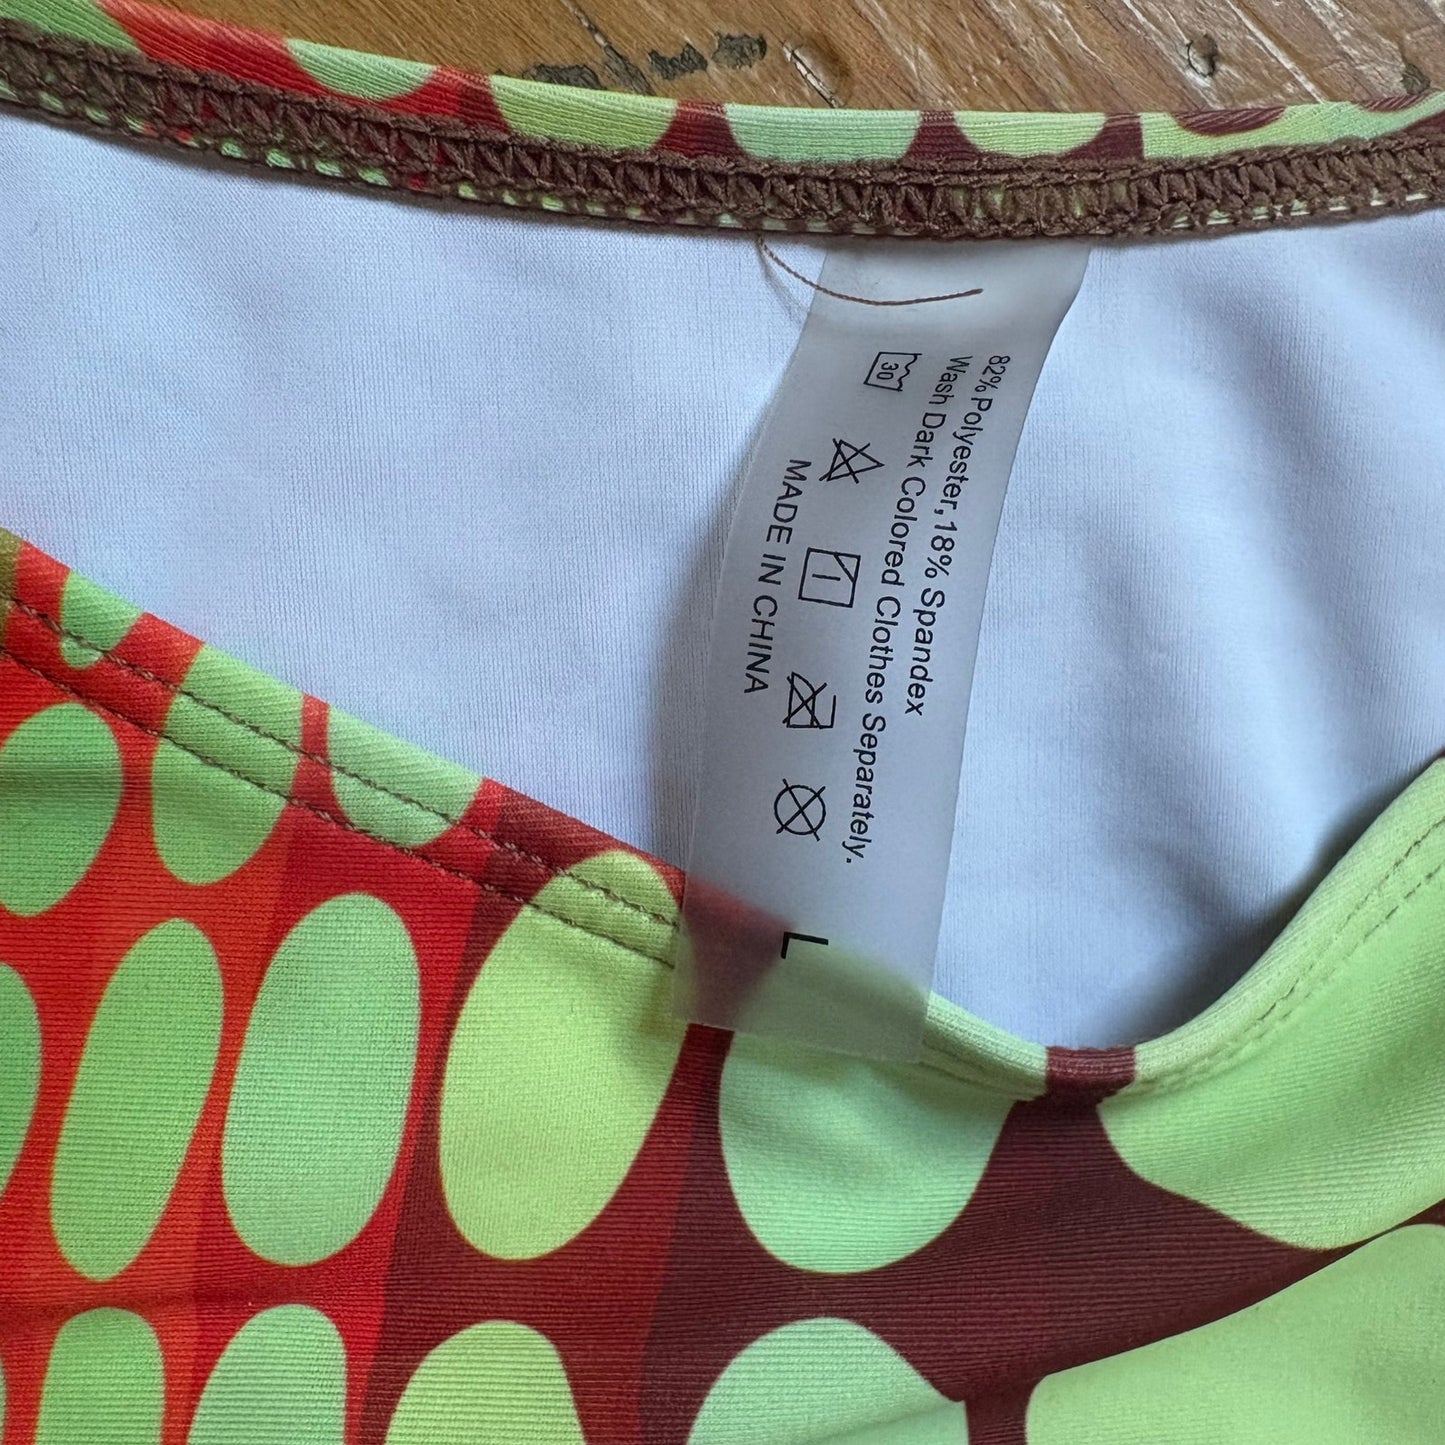 82% Polyester, 18% Spandex
Wash Dark Colored Clothes Separately.
30
MADE IN CHINA
L